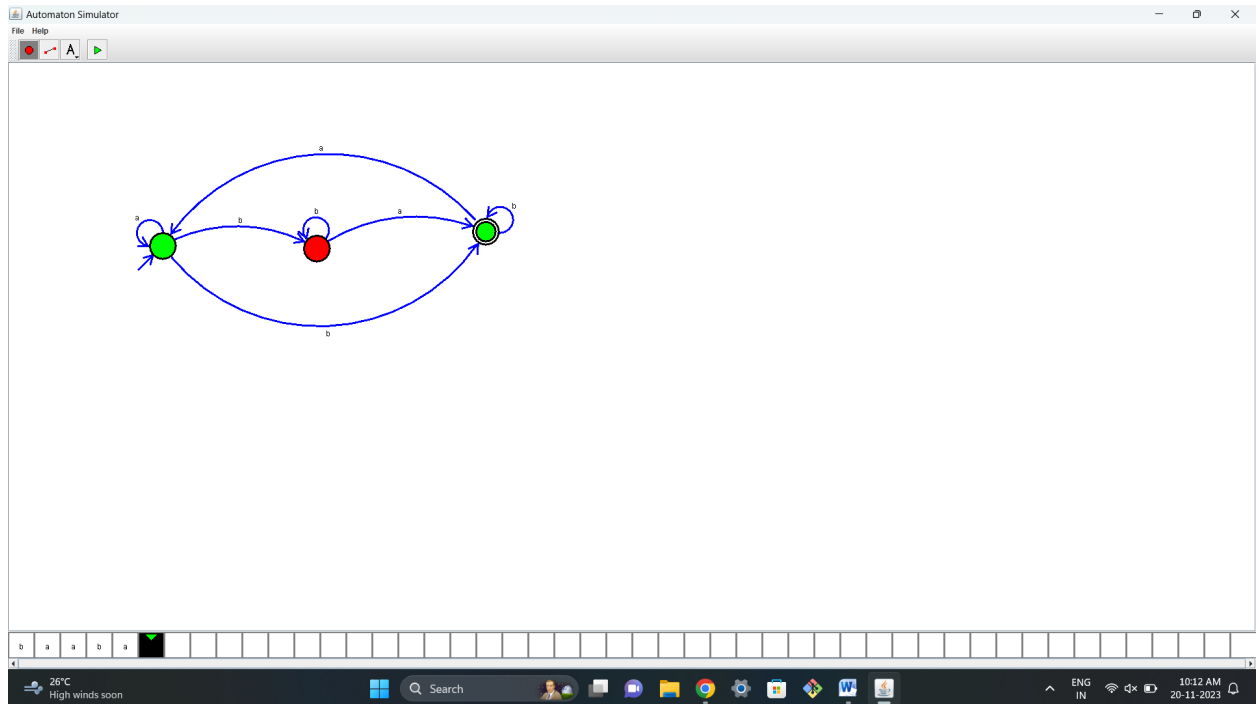 Automaton Simulator
File Help
A
a
a
b
b
a
b
b
b a a b a
26°C
High winds soon
Search
ENG
IN
10:12 AM
20-11-2023